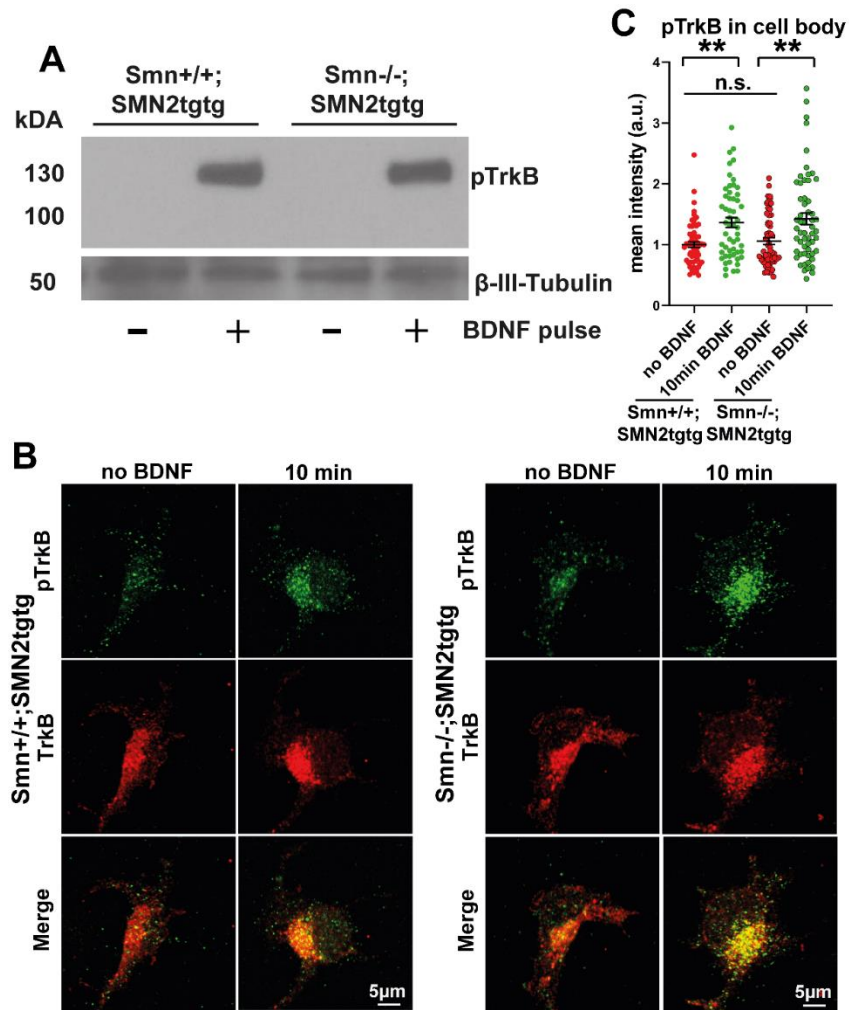 A
Smn+/+;
SMN2tgtg
Smn-/-;
SMN2tgtg
kDA
130
100
50
pTrkB
β-III-Tubulin
- + - +
BDNF pulse
C
pTrkB in cell body
** **
n.s.
mean intensity (a.u.)
4
3
2
1
0
no BDNF
10min BDNF
no BDNF
10min BDNF
Smn+/+;
SMN2tgtg
Smn-/-;
SMN2tgtg
B
no BDNF
10 min
Smn+/+;SMN2tgtg
pTrkB
TrkB
Merge
5µm
no BDNF
10 min
Smn-/-;SMN2tgtg
pTrkB
TrkB
Merge
5µm